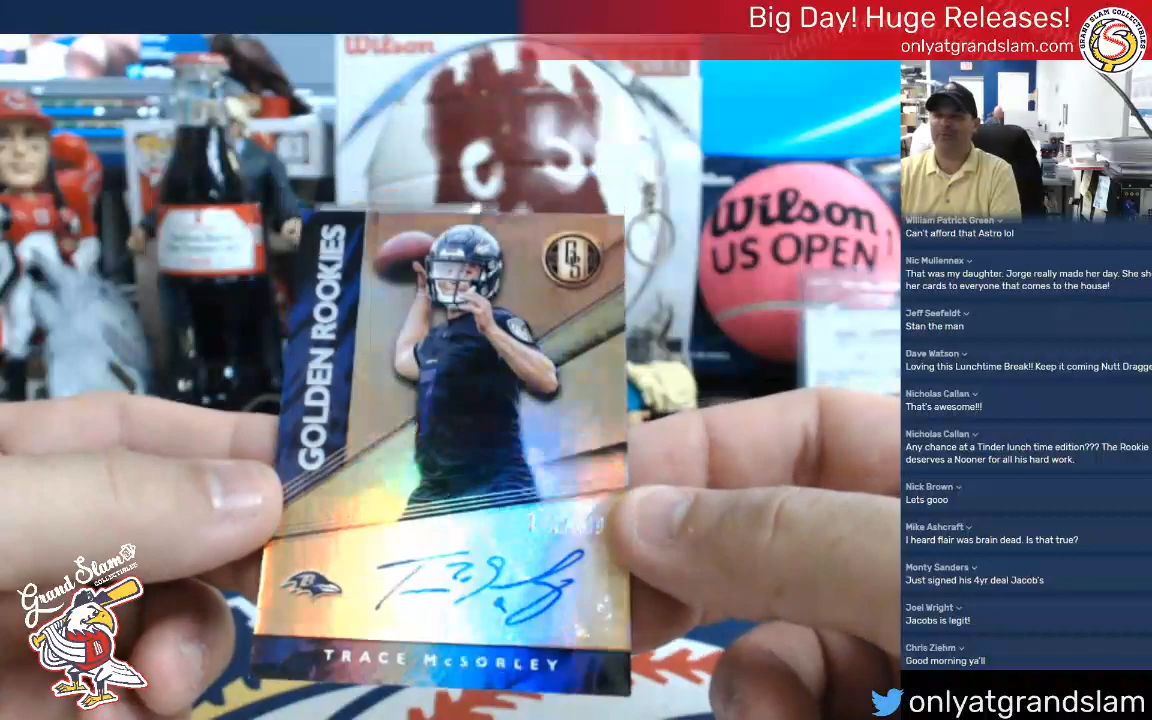 Big Day! Huge Releases!
onlyatgrandslam.com
GRAND SLAM COLLECTIBLES
Wilson
Wilson
US OPEN
GOLDEN ROOKIES
GS
TRACE McSORLEY
Grand Slam
COLLECTIBLES
William Patrick Green
Can't afford that Astro lol
Nic Mullennex
That was my daughter. Jorge really made her day. She sh
her cards to everyone that comes to the house!
Jeff Seefeldt
Stan the man
Dave Watson
Loving this Lunchtime Break!! Keep it coming Nutt Dragge
Nicholas Callan
That's awesome!!!
Nicholas Callan
Any chance at a Tinder lunch time edition??? The Rookie
deserves a Nooner for all his hard work.
Nick Brown
Lets gooo
Mike Ashcraft
I heard flair was brain dead. Is that true?
Monty Sanders
Just signed his 4yr deal Jacob's
Joel Wright
Jacobs is legit!
Chris Ziehm
Good morning ya'll
onlyatgrandslam